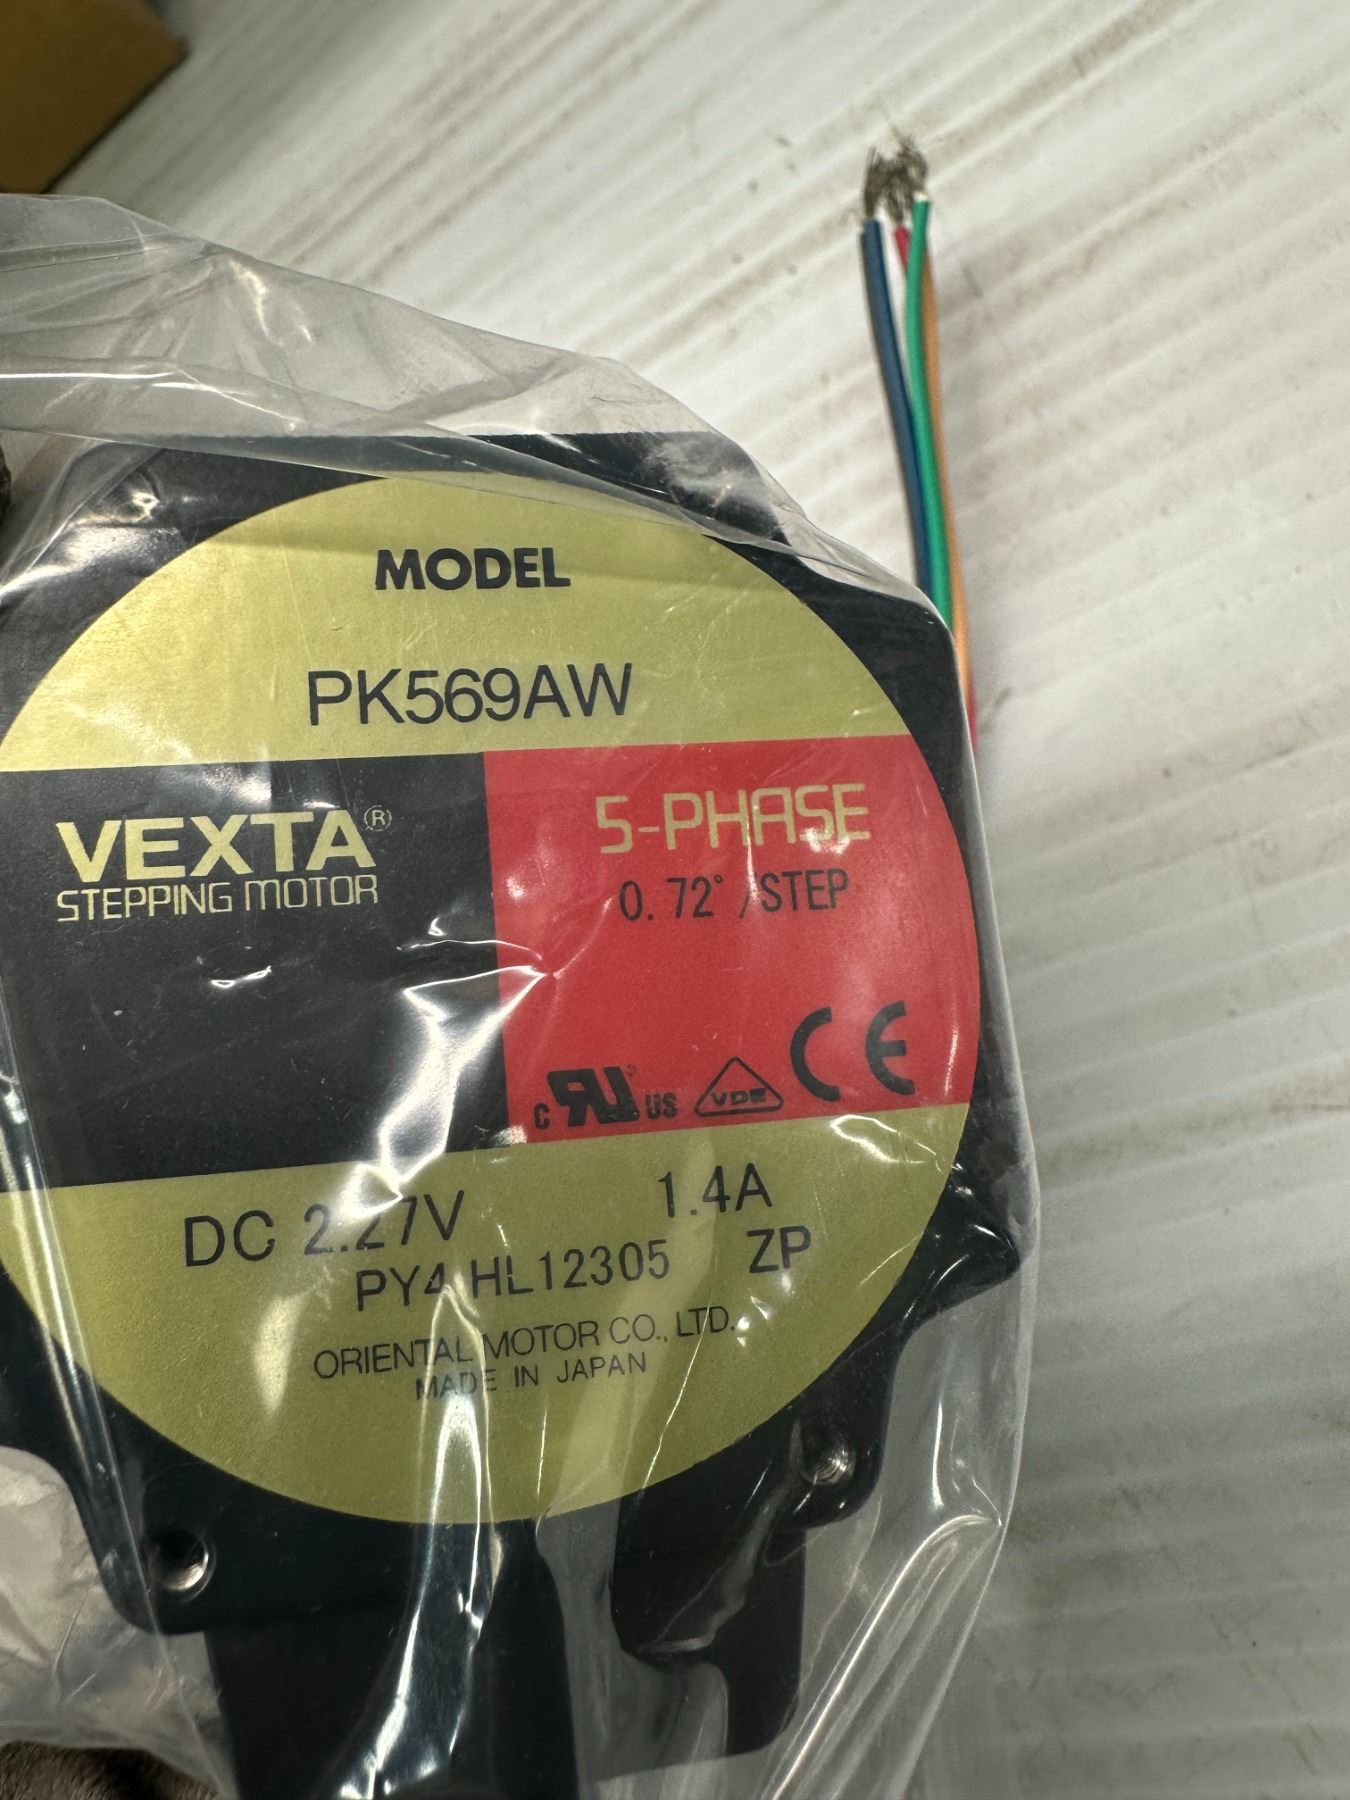 MODEL
PK569AW
VEXTA®
STEPPING MOTOR
5-PHASE
0.72°/STEP
c RU US VDE CE
DC 2.27V 1.4A
PY4 HL12305 ZP
ORIENTAL MOTOR CO., LTD.
MADE IN JAPAN